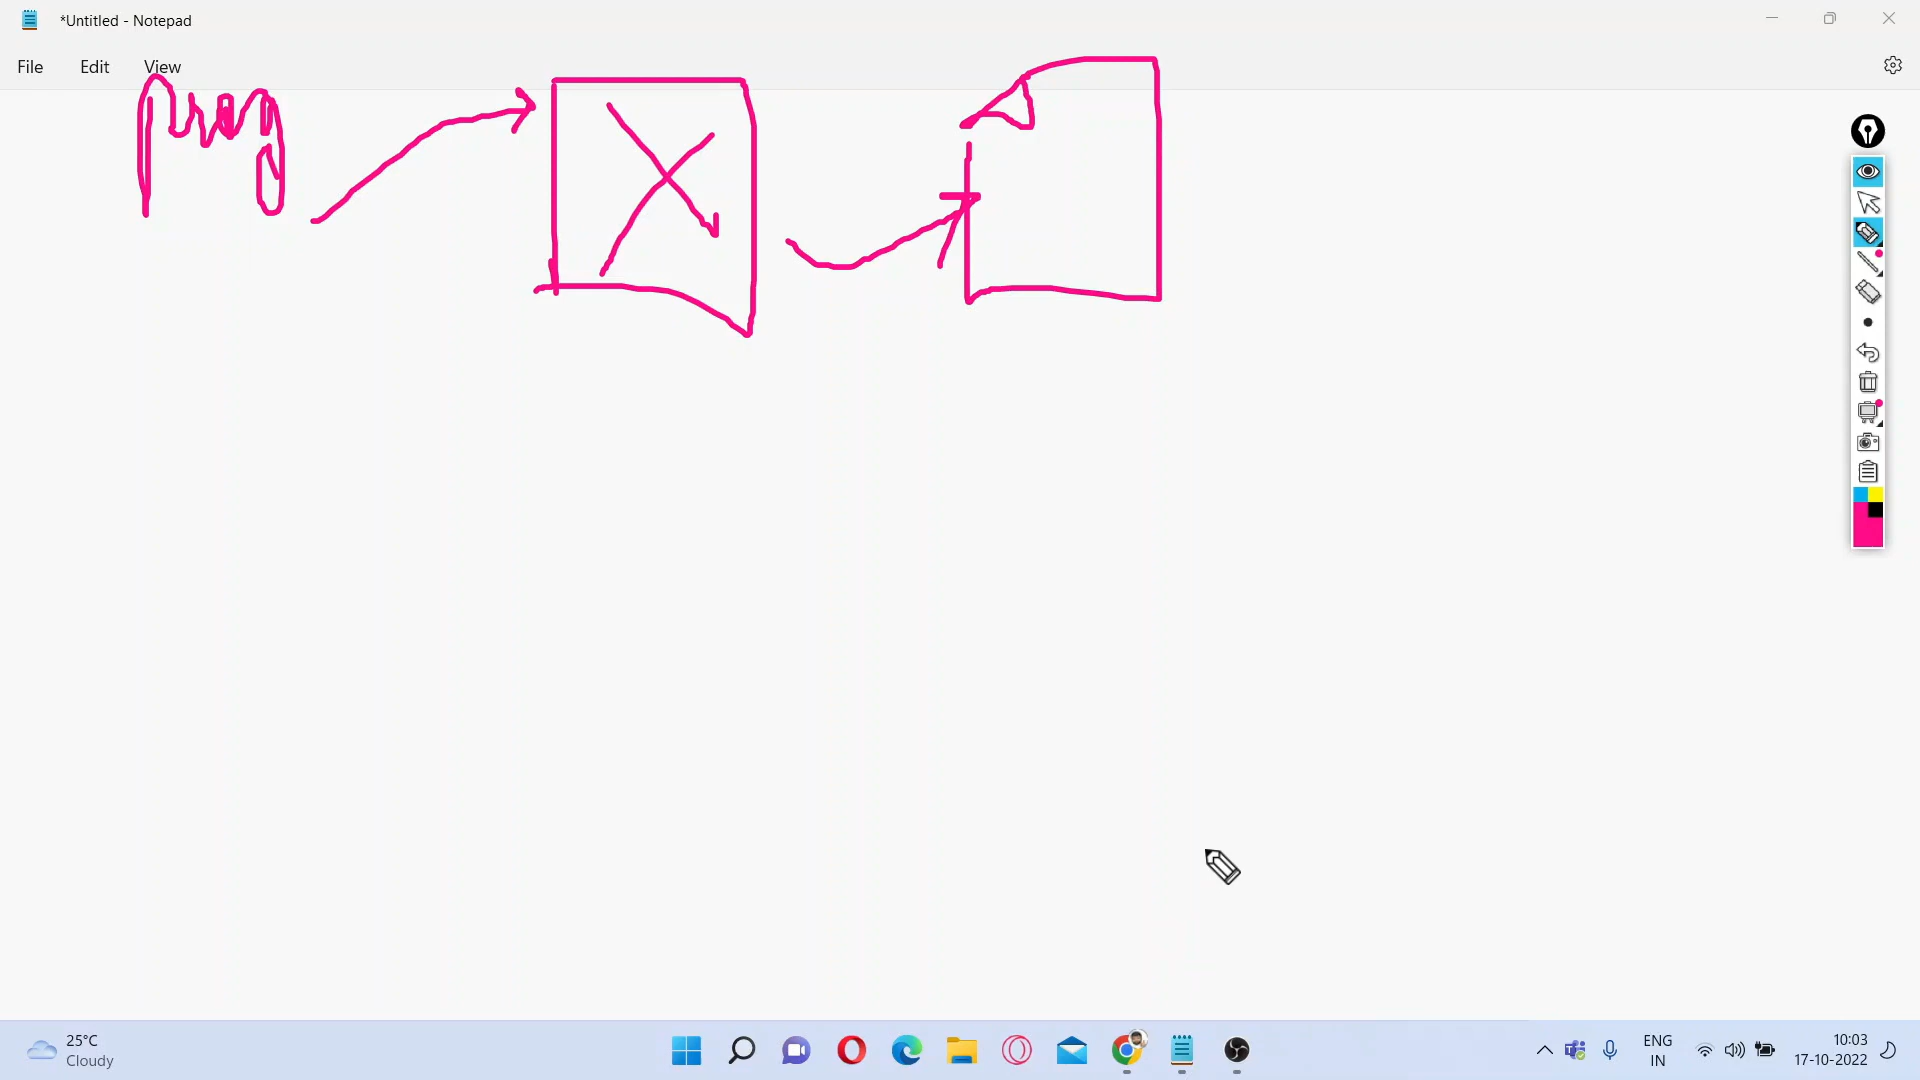 *Untitled - Notepad
File Edit View
25°C
Cloudy
ENG
IN
10:03
17-10-2022